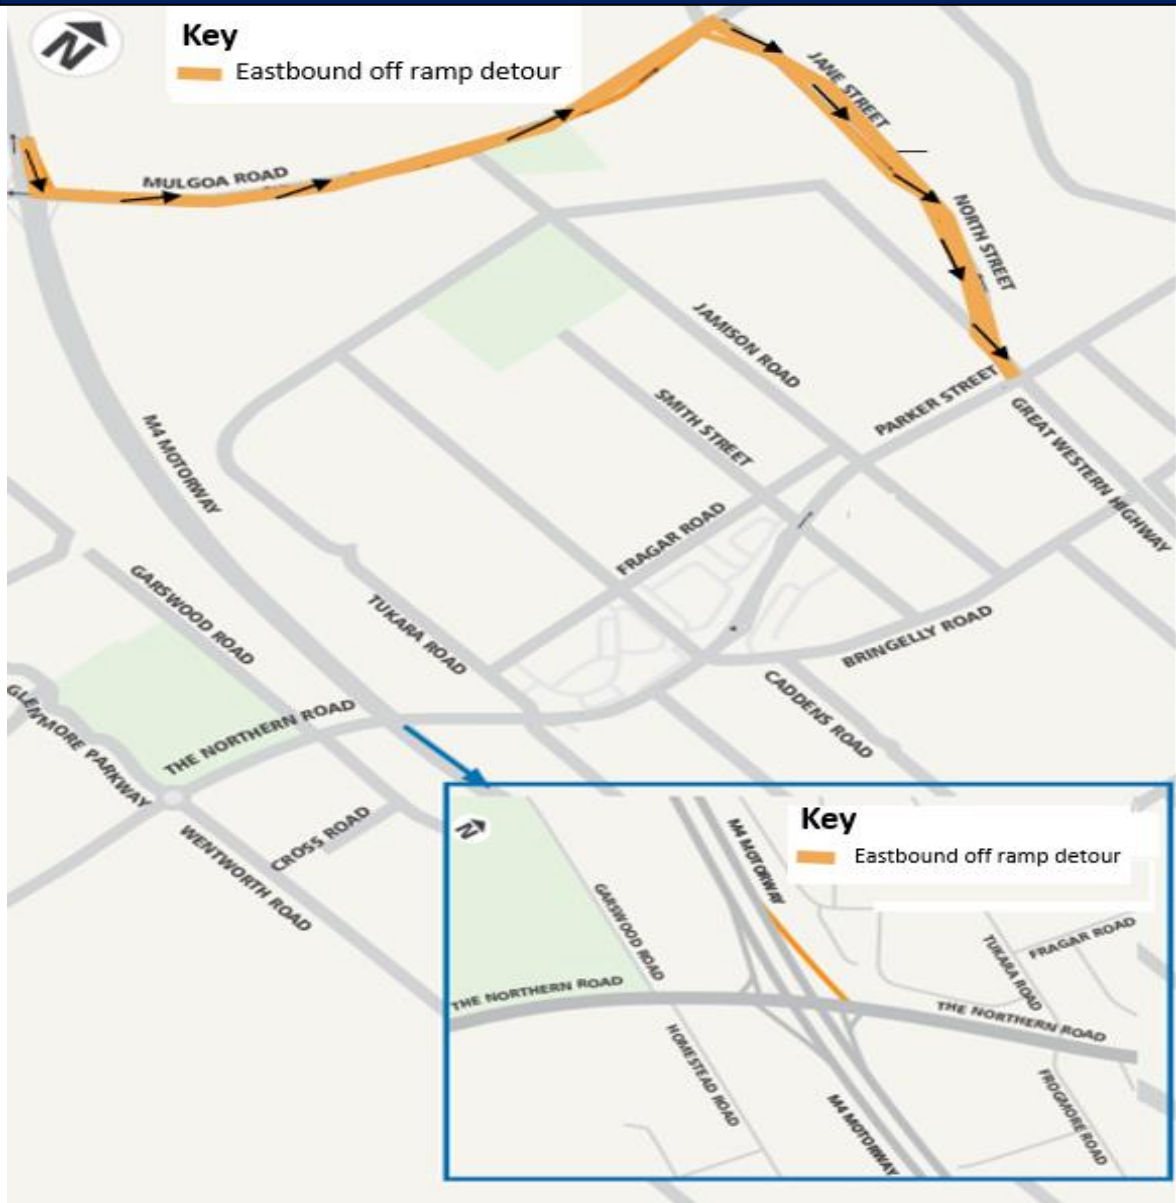 N
Key
Eastbound off ramp detour
JANE STREET
MULGOA ROAD
NORTH STREET
JAMISON ROAD
PARKER STREET
SMITH STREET
GREAT WESTERN HIGHWAY
M4 MOTORWAY
FRAGAR ROAD
GARSWOOD ROAD
TUKARA ROAD
BRINGELLY ROAD
CADDENS ROAD
GLENMORE PARKWAY
THE NORTHERN ROAD
CROSS ROAD
WENTWORTH ROAD
N
Key
Eastbound off ramp detour
M4 MOTORWAY
GARSWOOD ROAD
TUKARA ROAD
FRAGAR ROAD
THE NORTHERN ROAD
THE NORTHERN ROAD
HOMESTEAD ROAD
M4 MOTORWAY
FROGMORE ROAD